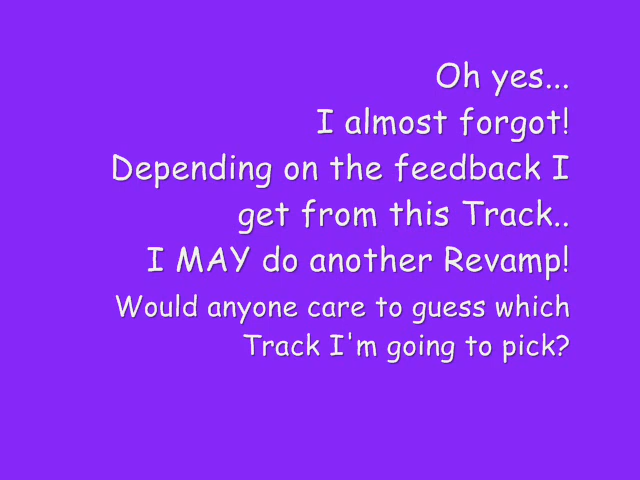 Oh yes...
I almost forgot!
Depending on the feedback I
get from this Track..
I MAY do another Revamp!
Would anyone care to guess which
Track I'm going to pick?